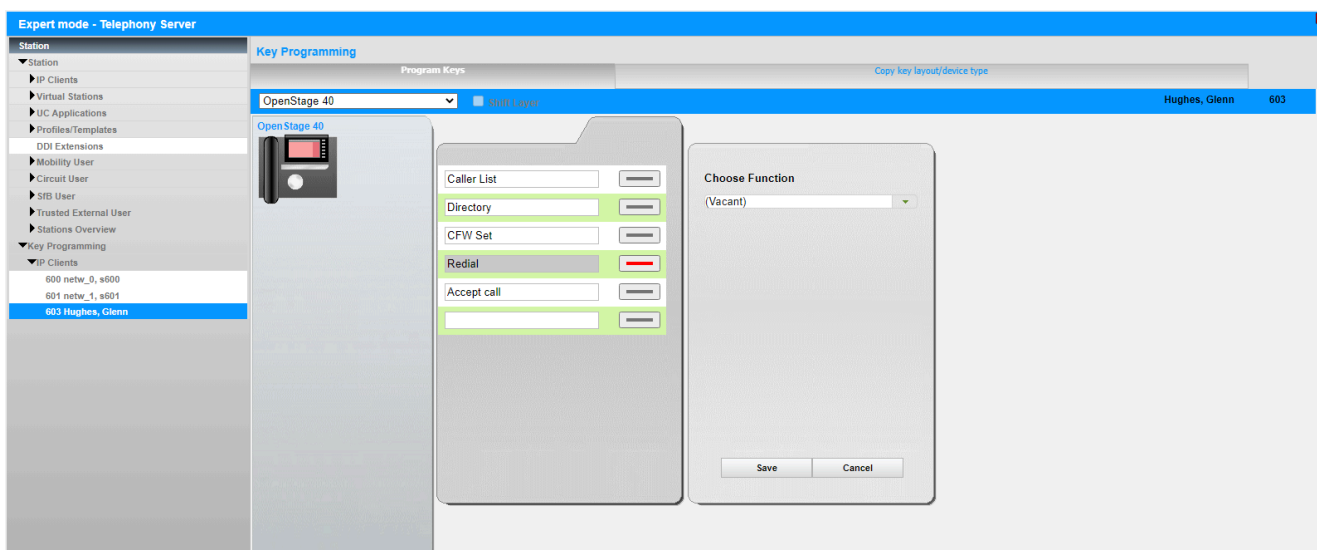 Expert mode - Telephony Server
Station
Station
IP Clients
Virtual Stations
UC Applications
Profiles/Templates
DDI Extensions
Mobility User
Circuit User
SfB User
Trusted External User
Stations Overview
Key Programming
IP Clients
600 netw_0, s600
601 netw_1, s601
603 Hughes, Glenn
Key Programming
Program Keys
Copy key layout/device type
OpenStage 40
Shift Layer
Hughes, Glenn 603
OpenStage 40
Caller List
Directory
CFW Set
Redial
Accept call
Choose Function
(Vacant)
Save
Cancel